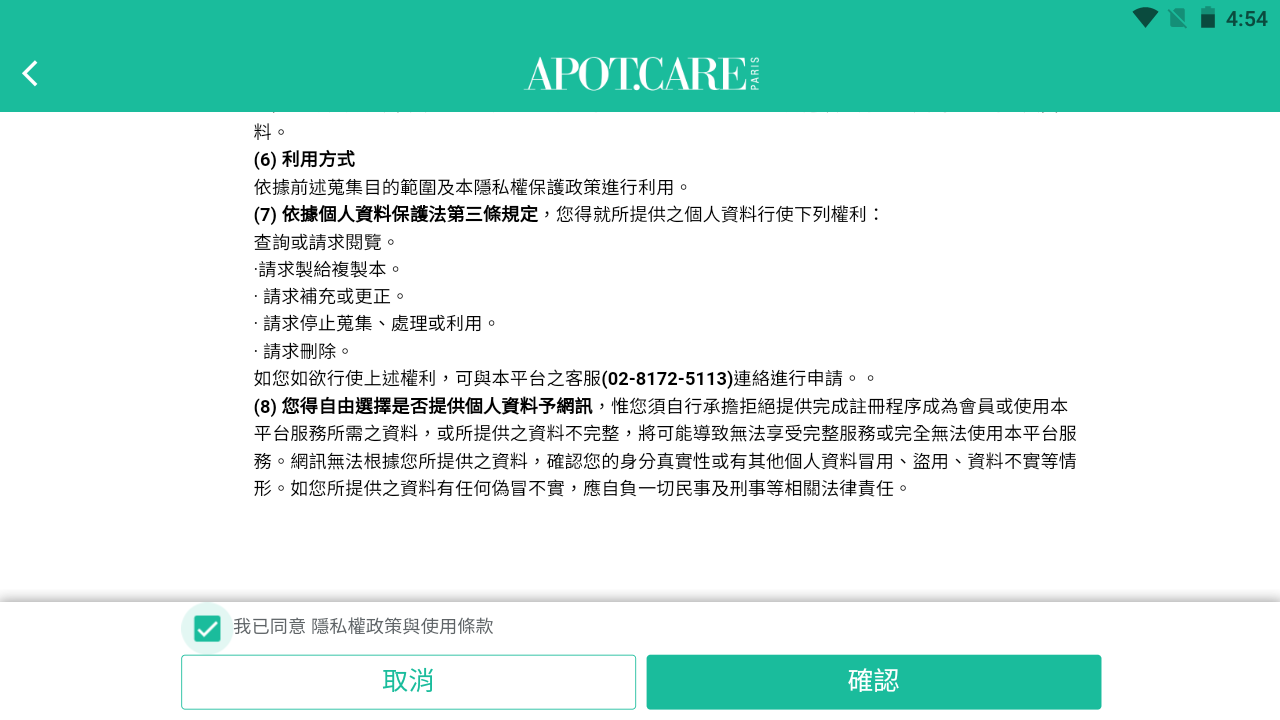 4:54
APOT.CARE PARIS
料。
(6) 利用方式
依據前述蒐集目的範圍及本隱私權保護政策進行利用。
(7) 依據個人資料保護法第三條規定，您得就所提供之個人資料行使下列權利：
查詢或請求閱覽。
·請求製給複製本。
· 請求補充或更正。
· 請求停止蒐集、處理或利用。
· 請求刪除。
如您如欲行使上述權利，可與本平台之客服(02-8172-5113)連絡進行申請。。
(8) 您得自由選擇是否提供個人資料予網訊，惟您須自行承擔拒絕提供完成註冊程序成為會員或使用本
平台服務所需之資料，或所提供之資料不完整，將可能導致無法享受完整服務或完全無法使用本平台服
務。網訊無法根據您所提供之資料，確認您的身分真實性或有其他個人資料冒用、盜用、資料不實等情
形。如您所提供之資料有任何偽冒不實，應自負一切民事及刑事等相關法律責任。
我已同意 隱私權政策與使用條款
取消
確認